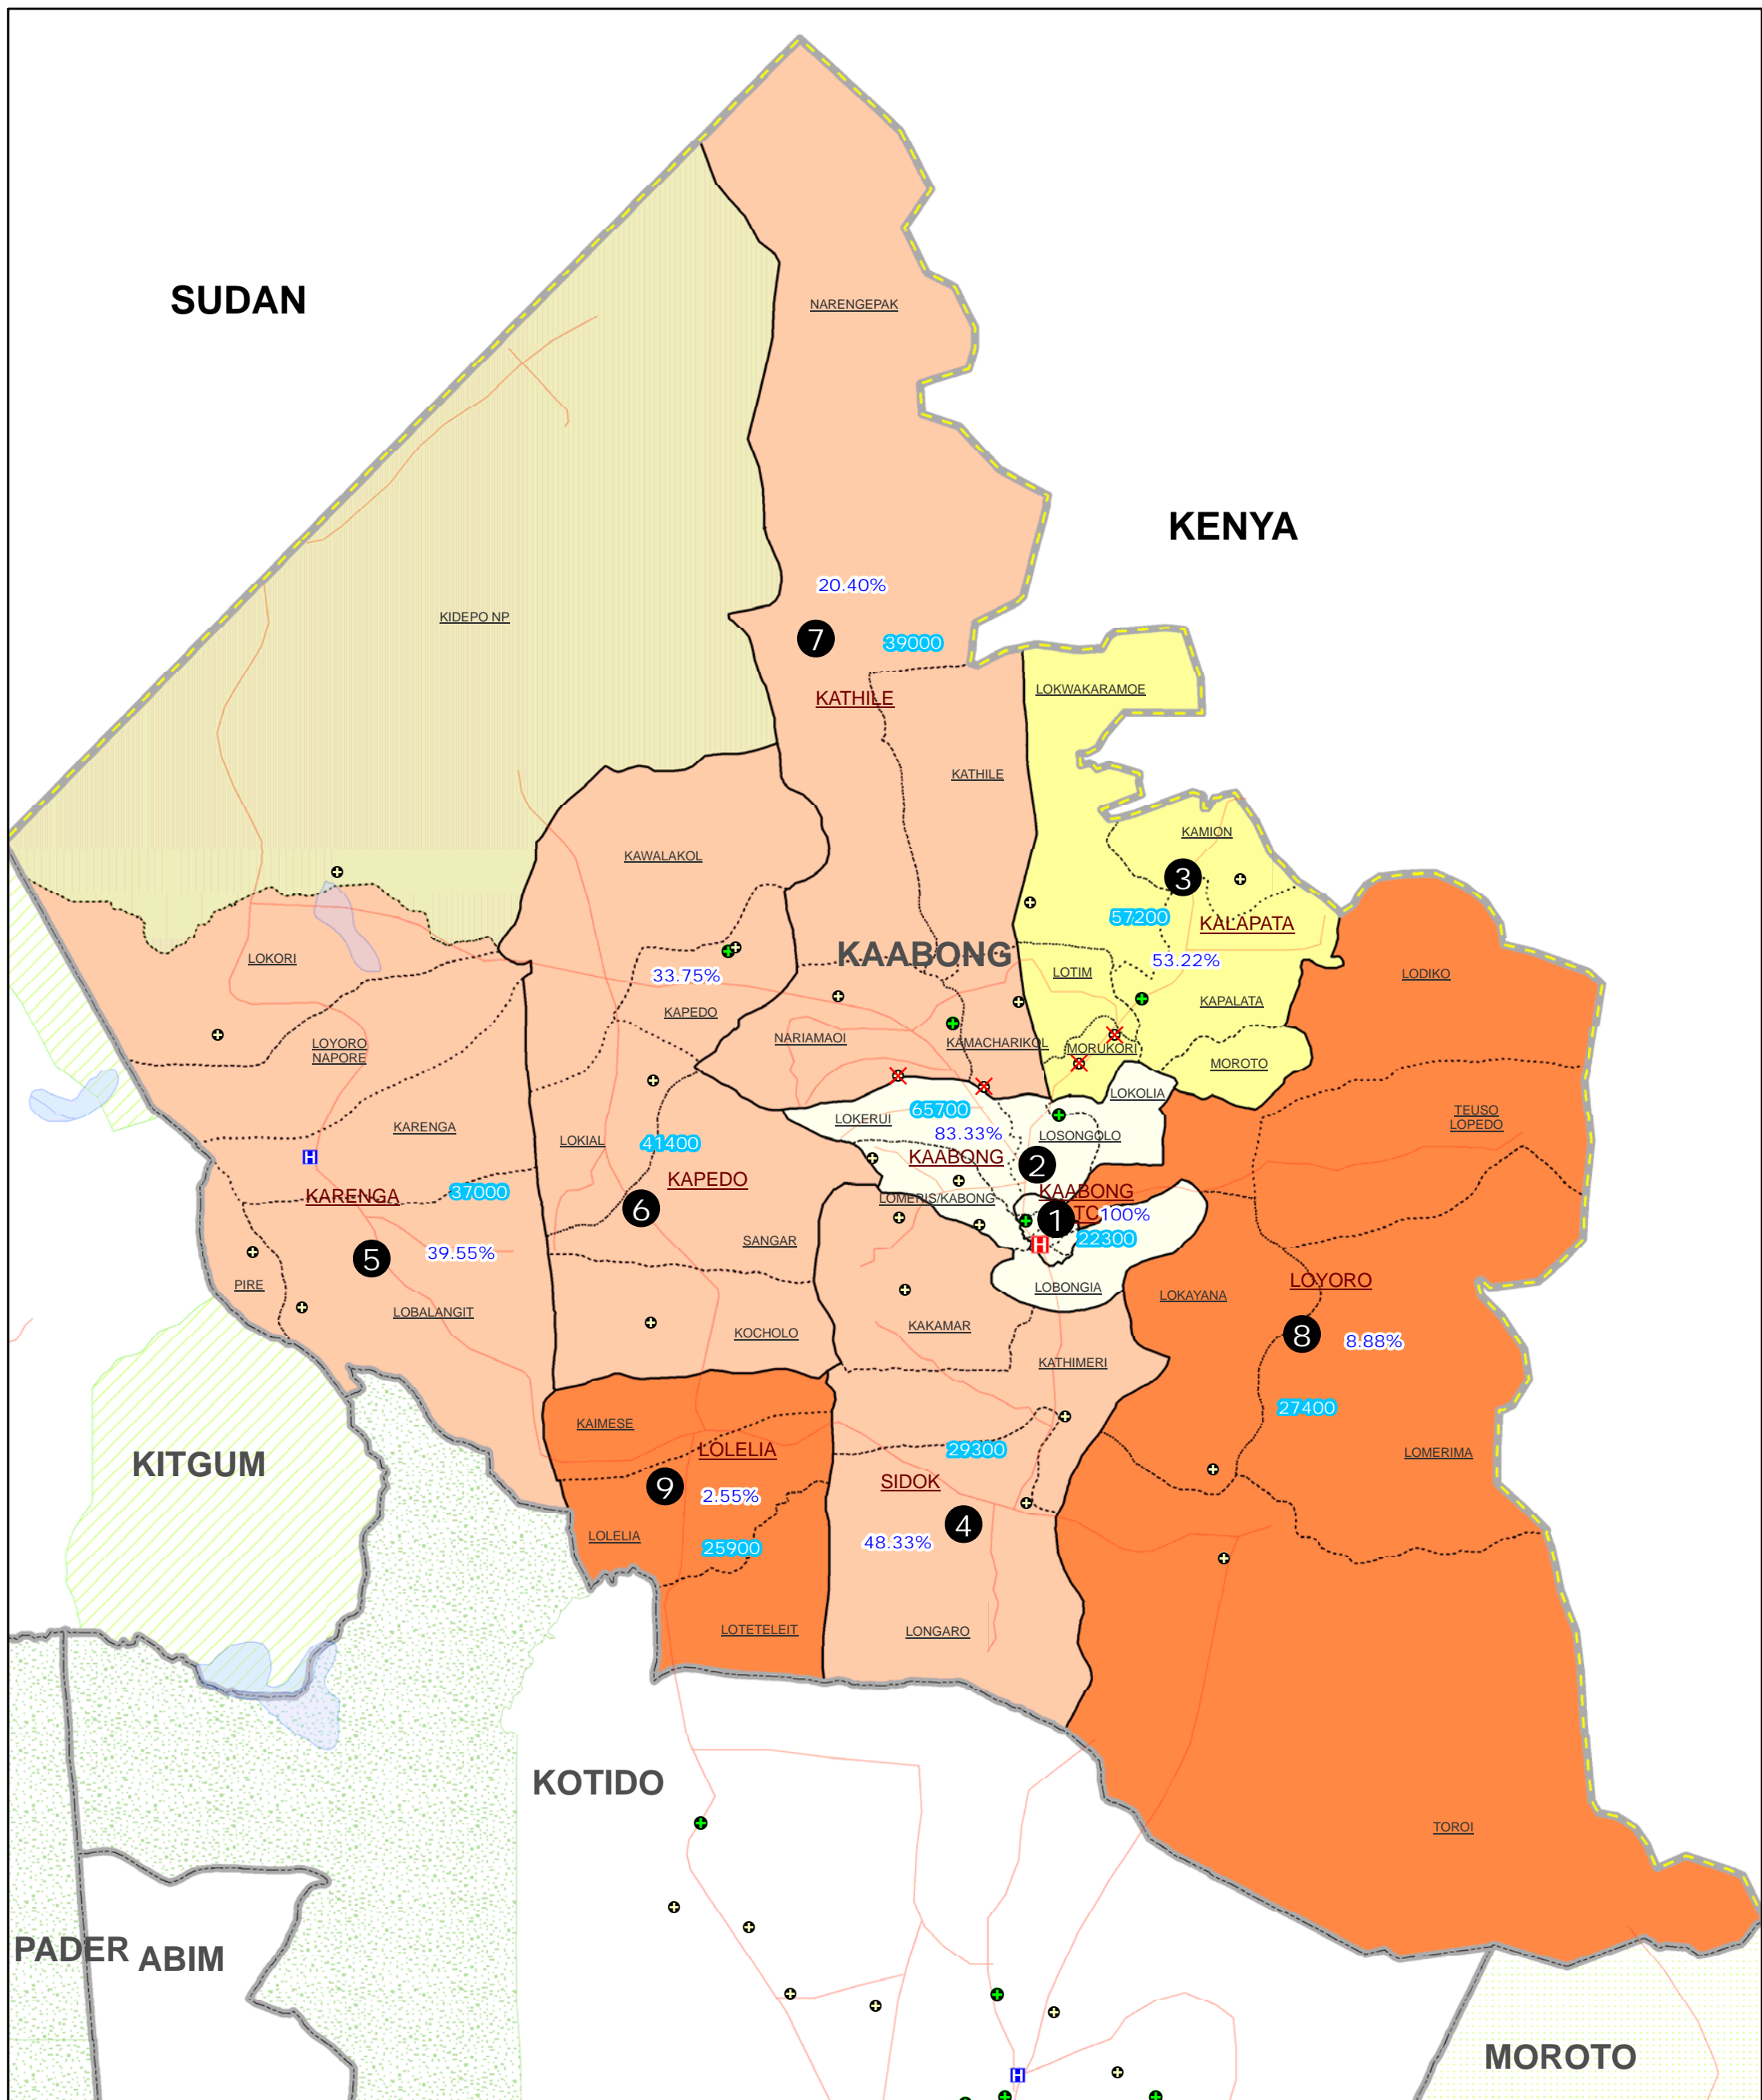 SUDAN
NARENGEPAK
KENYA
20.40%
KIDEPO NP
7
39000
LOKWAKARAMOE
KATHILE
KATHILE
KAMION
KAWALAKOL
3
57200
KALAPATA
KAABONG
LOKORI
53.22%
33.75%
LOTIM
LODIKO
KAPALATA
KAPEDO
NARIAMAOI
KAMACHARIKOL
LOYORO
NAPORE
MORUKORI
MOROTO
LOKOLIA
65700
TEUSO
LOPEDO
LOKERUI
KARENGA
83.33%
LOSONGOLO
LOKIAL
41400
KAABONG
2
KAPEDO
KARENGA
37000
LOMERIS/KABONG
KAABONG
TC
100%
6
1
22300
SANGAR
5
39.55%
PIRE
LOBONGIA
LOYORO
LOKAYANA
LOBALANGIT
KAKAMAR
KOCHOLO
8
8.88%
KATHIMERI
27400
KAIMESE
LOLELIA
29300
LOMERIMA
KITGUM
SIDOK
9
2.55%
4
LOLELIA
25900
48.33%
LOTETELEIT
LONGARO
KOTIDO
TOROI
PADER
ABIM
MOROTO
H
H
H